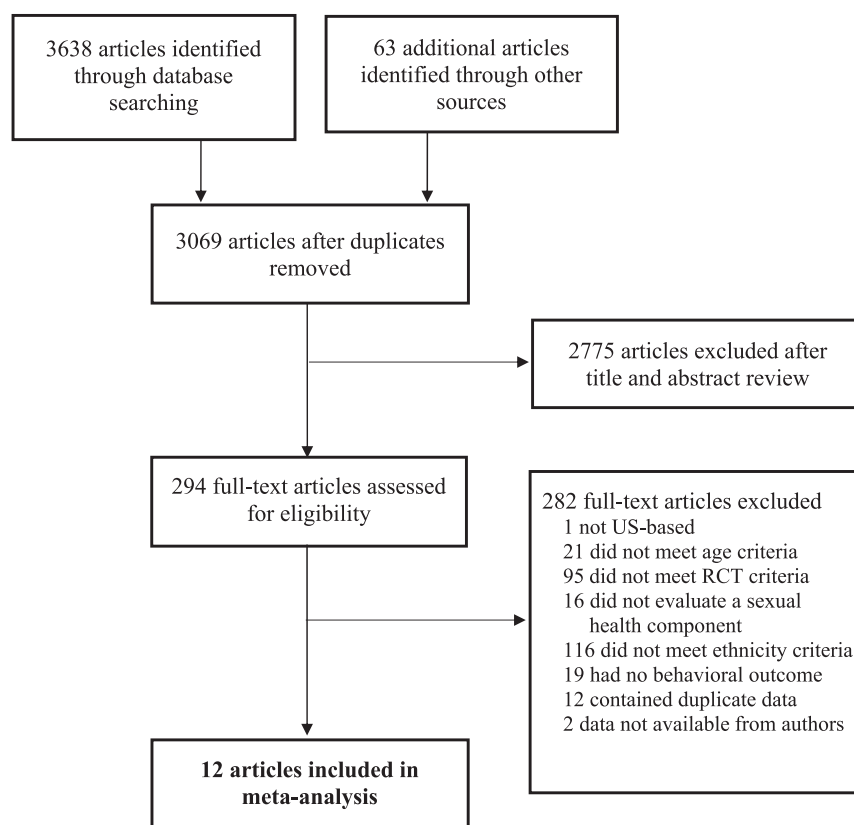 3638 articles identified
through database
searching
63 additional articles
identified through other
sources
3069 articles after duplicates
removed
2775 articles excluded after
title and abstract review
294 full-text articles assessed
for eligibility
282 full-text articles excluded
1 not US-based
21 did not meet age criteria
95 did not meet RCT criteria
16 did not evaluate a sexual
health component
116 did not meet ethnicity criteria
19 had no behavioral outcome
12 contained duplicate data
2 data not available from authors
12 articles included in
meta-analysis